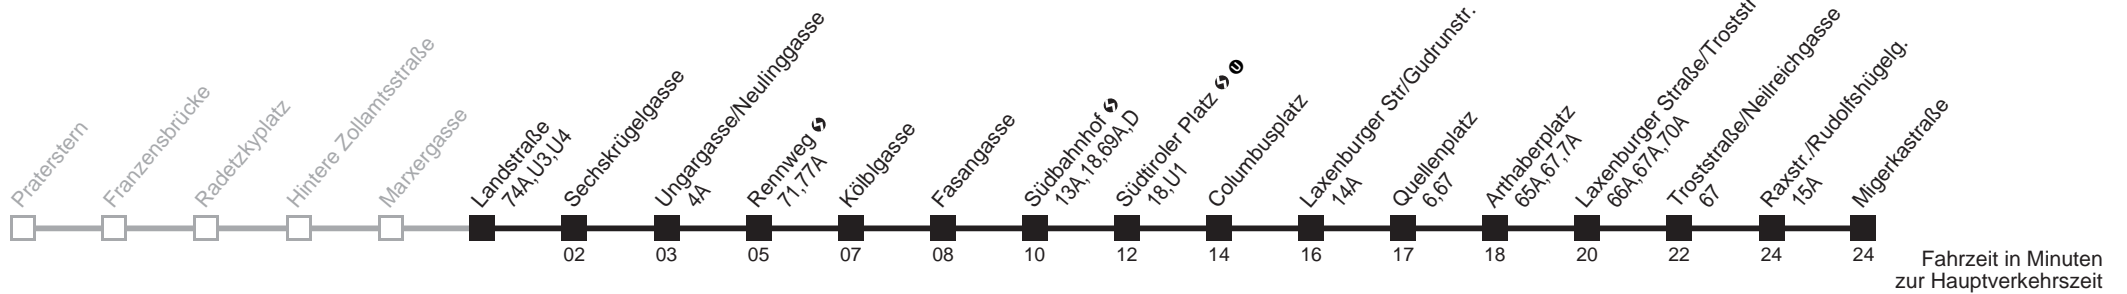 Praterstern
Franzensbrücke
Radetzkyplatz
Hintere Zollamtsstraße
Marxergasse
Landstraße
74A,U3,U4
Sechskrügelgasse
Ungargasse/Neulinggasse
4A
Rennweg
71,77A
Kölblgasse
Fasangasse
Südbahnhof
13A,18,69A,D
Südtiroler Platz U
18,U1
Columbusplatz
Laxenburger Str/Gudrunstr.
14A
Quellenplatz
6,67
Arthaberplatz
65A,67,7A
Laxenburger
66A,67A,70A
Troststraße/Neilreichgasse
67
Raxstr./Rudolfshügelg.
15A
Migerkastraße
02 03 05 07 08 10 12 14 16 17 18 20 22 24 24
Fahrzeit in Minuten
zur Hauptverkehrszeit